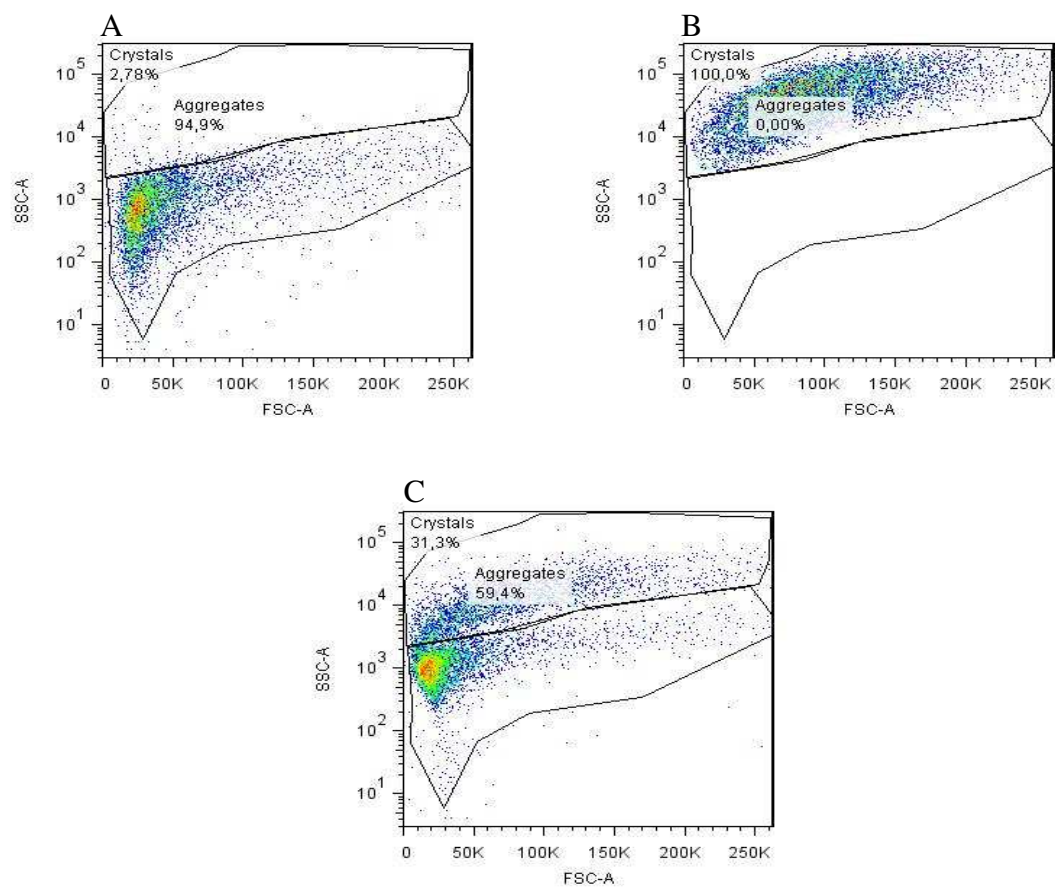 A
Crystals
2,78%
Aggregates
94,9%
10^5
10^4
10^3
10^2
10^1
SSC-A
0 50K 100K 150K 200K 250K
FSC-A
B
Crystals
100,0%
Aggregates
0,00%
10^5
10^4
10^3
10^2
10^1
SSC-A
0 50K 100K 150K 200K 250K
FSC-A
C
Crystals
31,3%
Aggregates
59,4%
10^5
10^4
10^3
10^2
10^1
SSC-A
0 50K 100K 150K 200K 250K
FSC-A